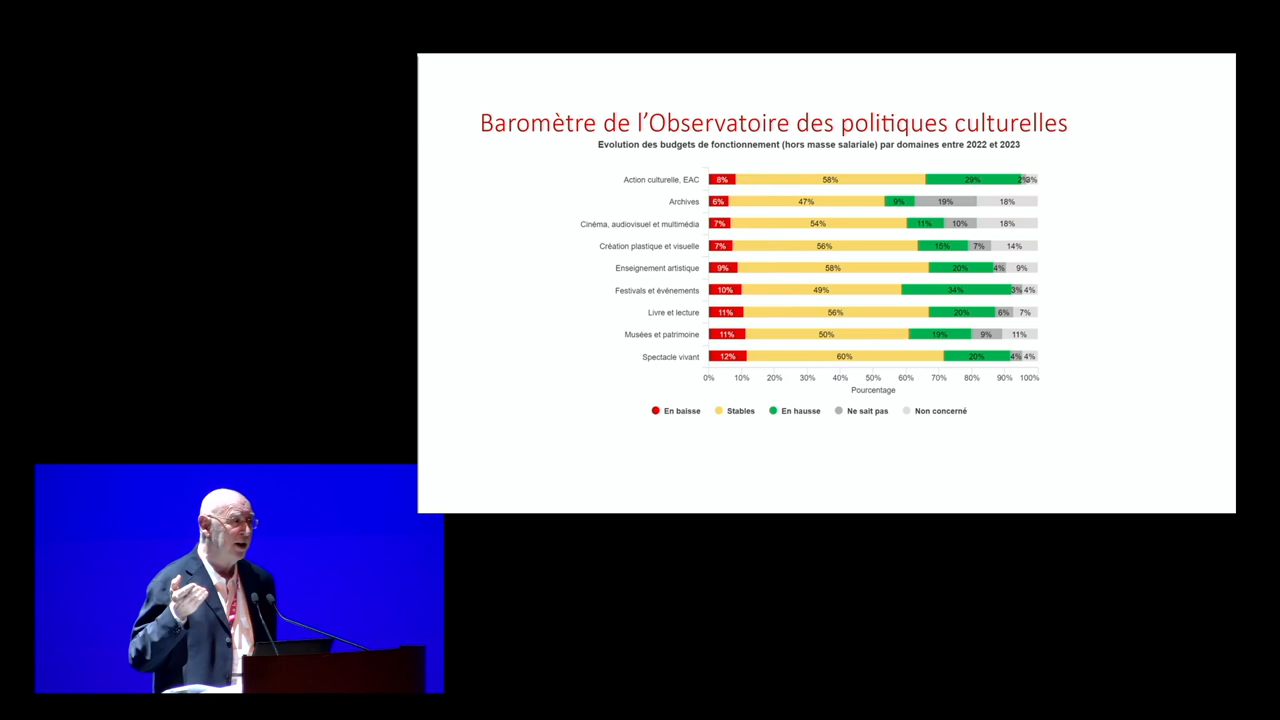 Baromètre de l'Observatoire des politiques culturelles
Evolution des budgets de fonctionnement (hors masse salariale) par domaines entre 2022 et 2023
Action culturelle, EAC 8% 58% 29% 2% 3%
Archives 6% 47% 9% 19% 18%
Cinéma, audiovisuel et multimédia 7% 54% 11% 10% 18%
Création plastique et visuelle 7% 56% 15% 7% 14%
Enseignement artistique 9% 58% 20% 4% 9%
Festivals et événements 10% 49% 34% 3% 4%
Livre et lecture 11% 56% 20% 6% 7%
Musées et patrimoine 11% 50% 19% 9% 11%
Spectacle vivant 12% 60% 20% 4% 4%
0% 10% 20% 30% 40% 50% 60% 70% 80% 90% 100%
Pourcentage
En baisse Stables En hausse Ne sait pas Non concerné